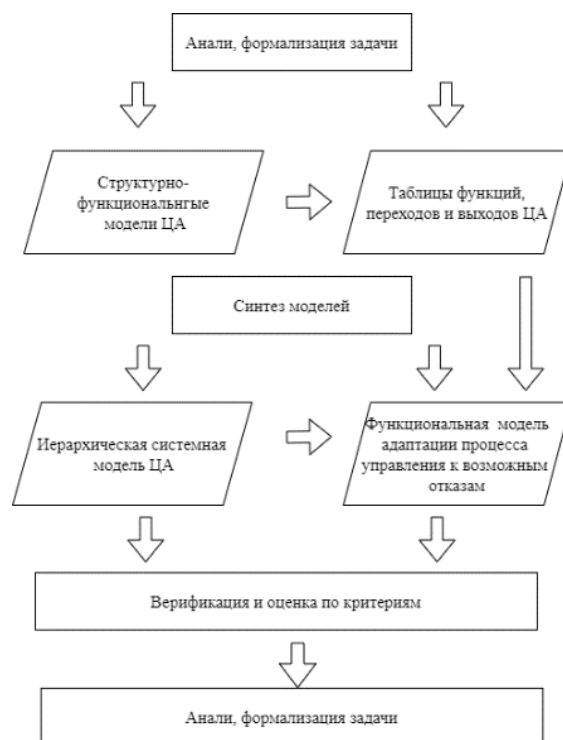 Анали, формализация задачи
Структурно-
функциональнгые
модели ЦА
Таблицы функций,
переходов и выходов ЦА
Синтез моделей
Иерархическая системная
модель ЦА
Функциональная модель
адаптации процесса
управления к возможным
отказам
Верификация и оценка по критериям
Анали, формализация задачи